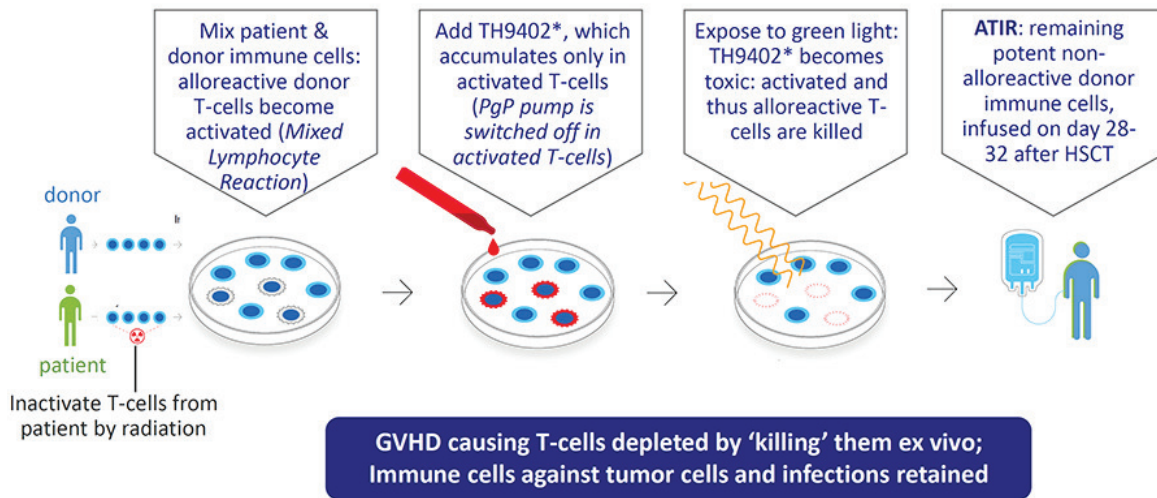 Mix patient &
donor immune cells:
alloreactive donor
T-cells become
activated (Mixed
Lymphocyte
Reaction)
Add TH9402*, which
accumulates only in
activated T-cells
(PgP pump is
switched off in
activated T-cells)
Expose to green light:
TH9402* becomes
toxic: activated and
thus alloreactive T-
cells are killed
ATIR: remaining
potent non-
alloreactive donor
immune cells,
infused on day 28-
32 after HSCT
donor
patient
Inactivate T-cells from
patient by radiation
GVHD causing T-cells depleted by ‘killing’ them ex vivo;
Immune cells against tumor cells and infections retained